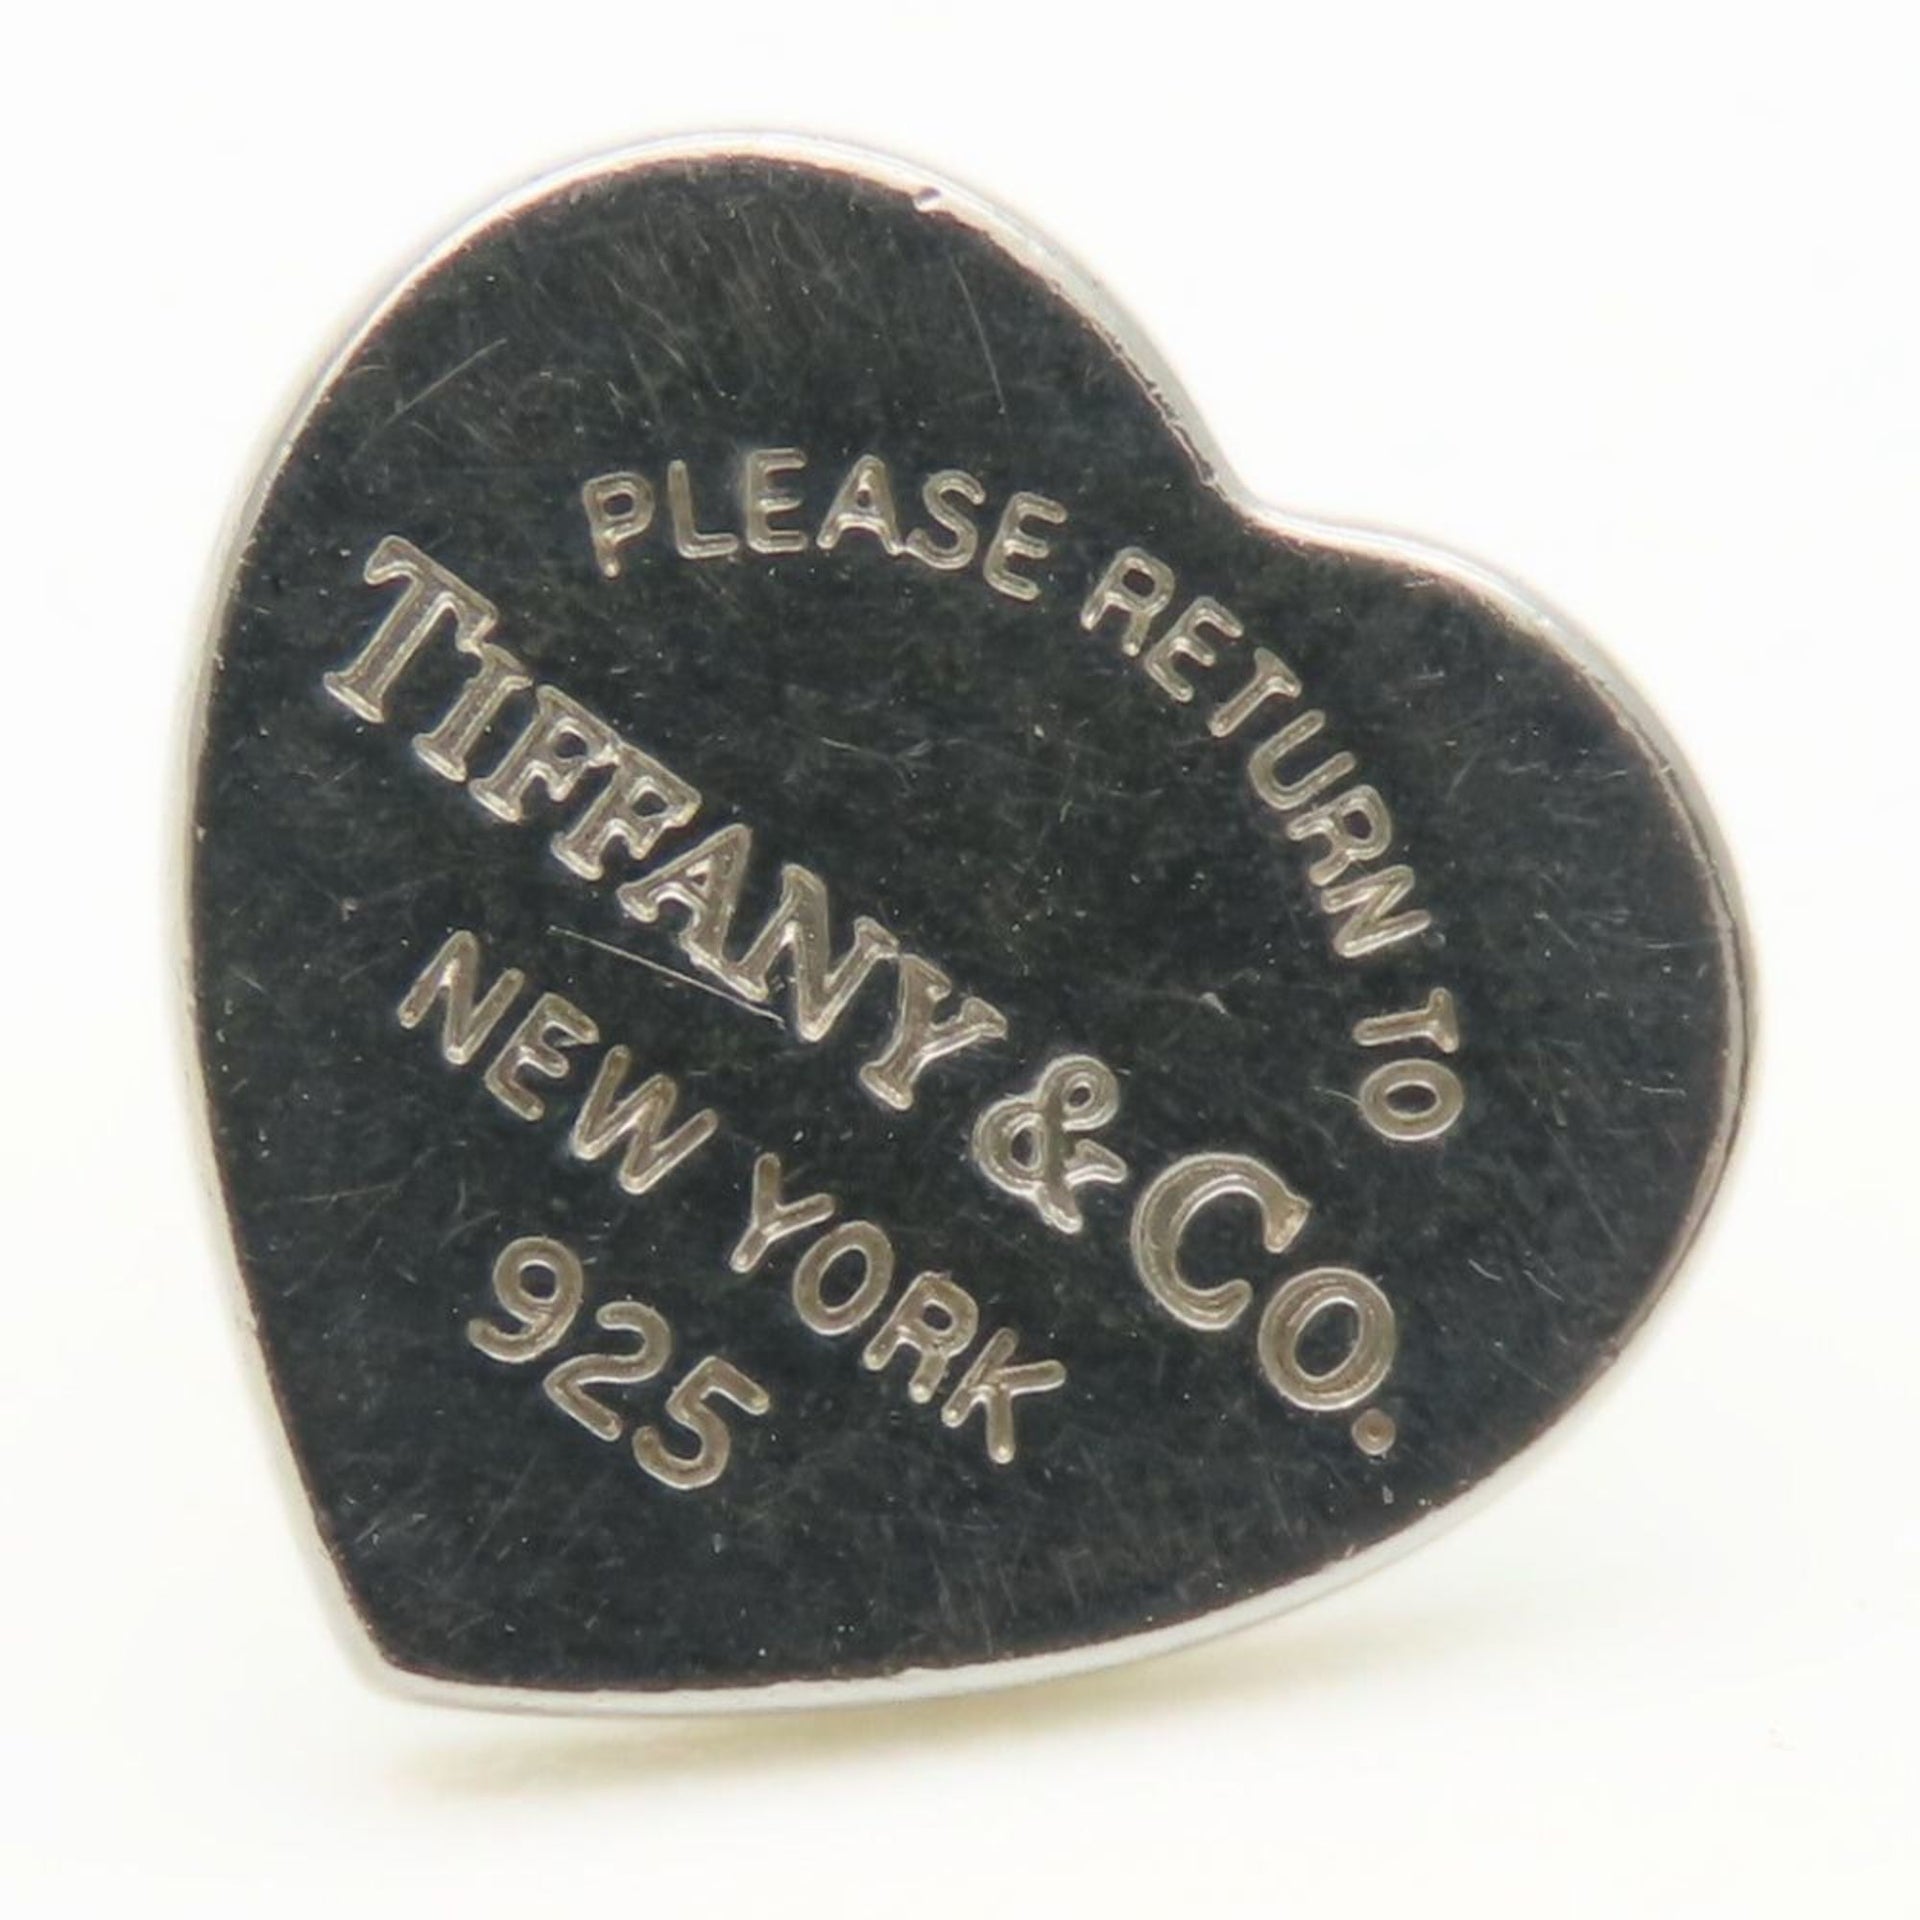 PLEASE RETURN TO
TIFFANY & CO.
NEW YORK
925